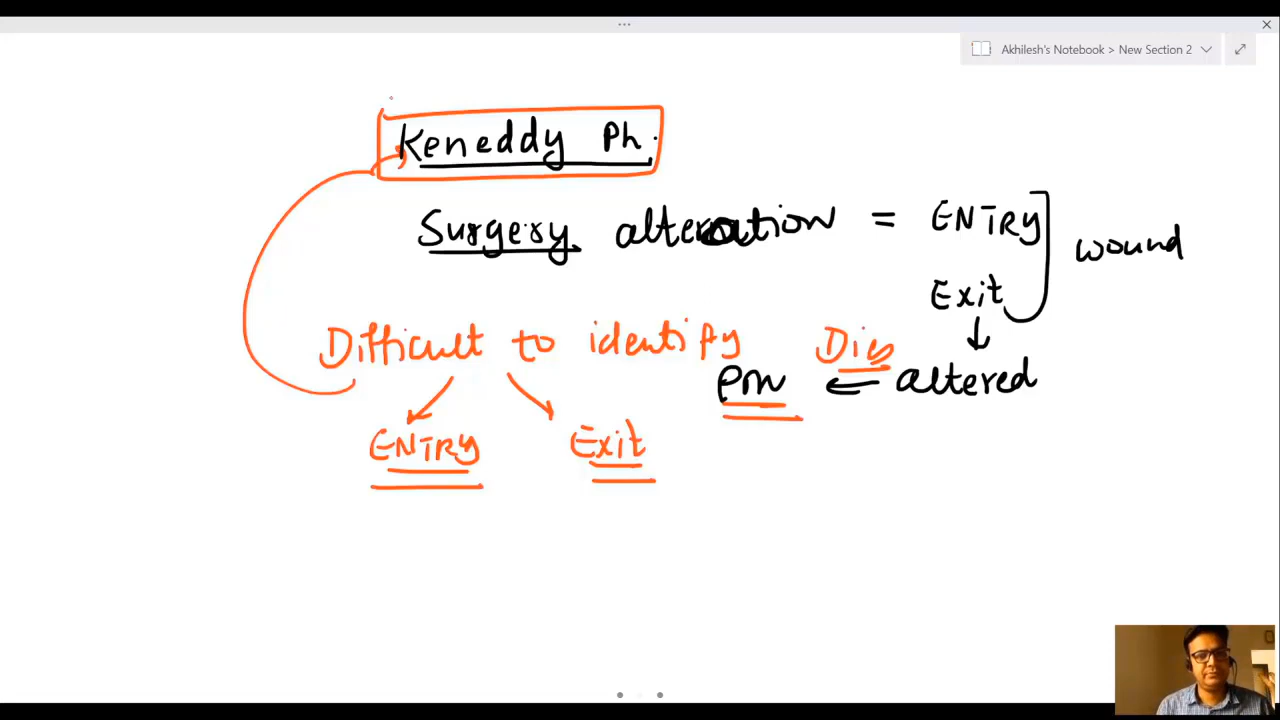 Akhilesh's Notebook > New Section 2
Keneddy Ph.
Surgery alteration = ENTRY
wound
Exit
Difficult to identify Dies
PM ← altered
ENTRY Exit